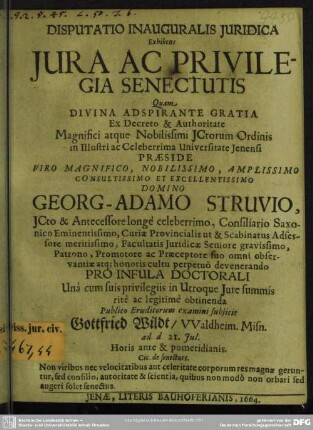 DISPUTATIO INAUGURALIS JURIDICA
Exhibens
JURA AC PRIVILE-
GIA SENECTUTIS
Quam
DIVINA ADSPIRANTE GRATIA
Ex Decreto & Authoritate
Magnifici atque Nobilissimi JCtorum Ordinis
in Illustri ac Celeberrima Universitate Jenensi
PRÆSIDE
VIRO MAGNIFICO, NOBILISSIMO, AMPLISSIMO
CONSULTISSIMO ET EXCELLENTISSIMO
DOMINO
GEORG-ADAMO STRUVIO,
JCto & Antecessore longè celeberrimo, Consiliario Saxo-
nico Eminentissimo, Curiæ Provincialis ut & Scabinatus Adses-
sore meritissimo, Facultatis Juridicæ Seniore gravissimo,
Patrono, Promotore ac Præceptore suo omni obser-
vantiæ atq; honoris cultu perpetuò devenerando
PRO INFULA DOCTORALI
Unà cum suis privilegiis in Utroque Jure summis
ritè ac legitimè obtinenda
Publico Eruditorum examini subjicit
Gottfried Wildt / VValdheim. Misn.
ad d. 21. Jul.
Horis ante & pomeridianis.
Cic. de senectute.
Non viribus nec velocitatibus aut celeritate corporum res magnæ gerun-
tur, sed consilio, autoritate & scientia, quibus non modò non orbari sed
augeri solet senectus.
JENÆ, LITERIS BAUHOFERIANIS, 1664.
iss. jur. civ.
467,44